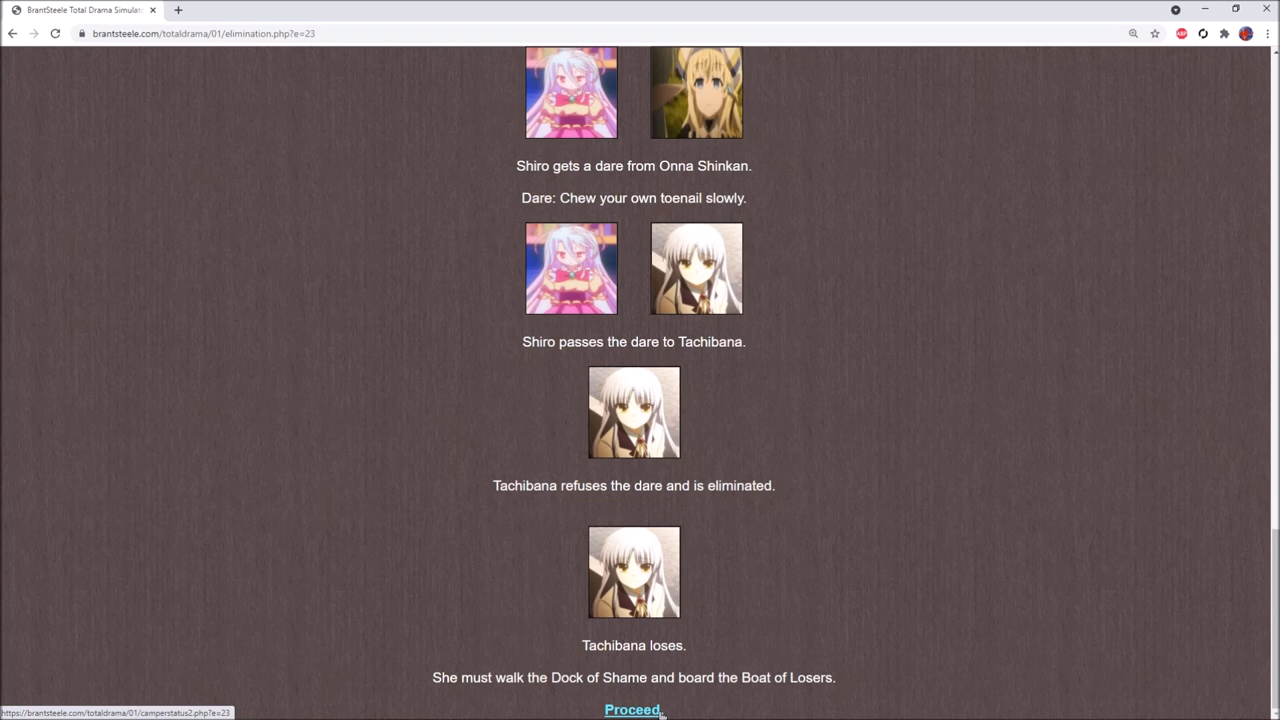 BrantSteele Total Drama Simulat
brantsteele.com/totaldrama/01/elimination.php?e=23
ABP
Shiro gets a dare from Onna Shinkan.
Dare: Chew your own toenail slowly.
Shiro passes the dare to Tachibana.
Tachibana refuses the dare and is eliminated.
Tachibana loses.
She must walk the Dock of Shame and board the Boat of Losers.
Proceed
https://brantsteele.com/totaldrama/01/camperstatus2.php?e=23